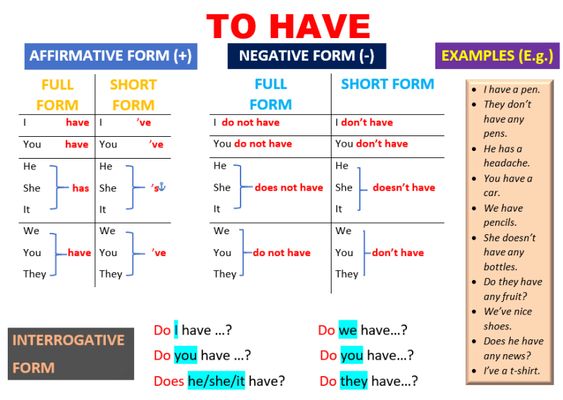 TO HAVE
AFFIRMATIVE FORM (+)
NEGATIVE FORM (-)
EXAMPLES (E.g.)
FULL FORM
SHORT FORM
I have
I 've
You have
You 've
He
She
It
has
He
She
It
's
We
You
They
have
We
You
They
've
FULL FORM
SHORT FORM
I do not have
I don't have
You do not have
You don't have
He
She
It
does not have
He
She
It
doesn't have
We
You
They
do not have
We
You
They
don't have
I have a pen.
They don't
have any
pens.
He has a
headache.
You have a
car.
We have
pencils.
She doesn't
have any
bottles.
Do they have
any fruit?
We've nice
shoes.
Does he have
any news?
I've a t-shirt.
INTERROGATIVE
FORM
Do I have ...?
Do you have ...?
Does he/she/it have?
Do we have...?
Do you have...?
Do they have...?